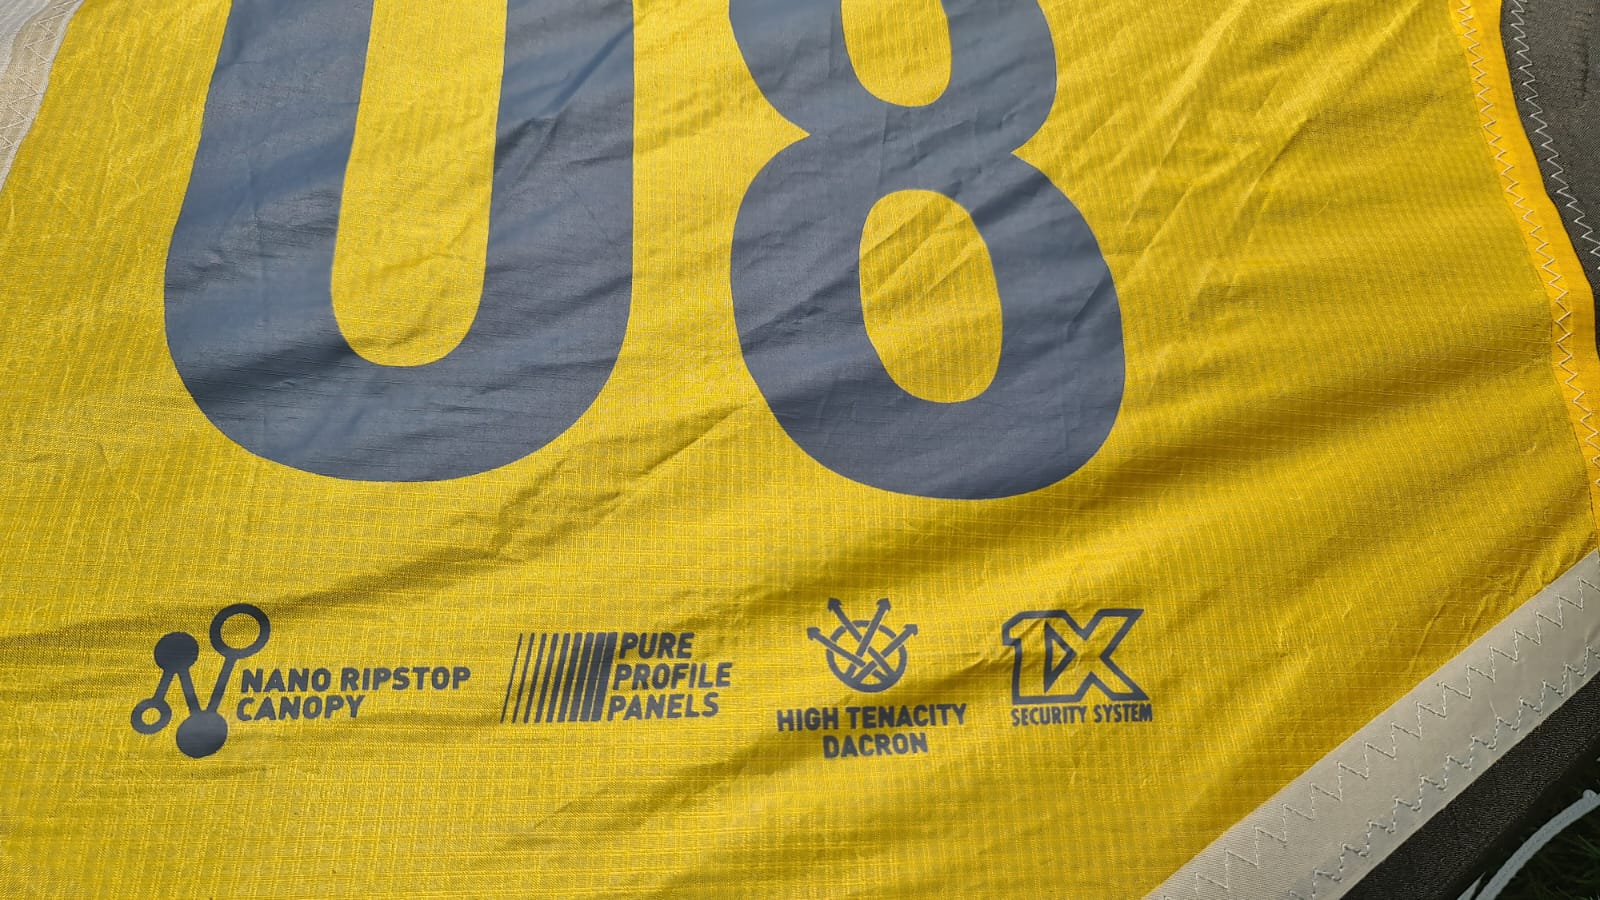 08
NANO RIPSTOP
CANOPY
PURE
PROFILE
PANELS
HIGH TENACITY
DACRON
1X
SECURITY SYSTEM